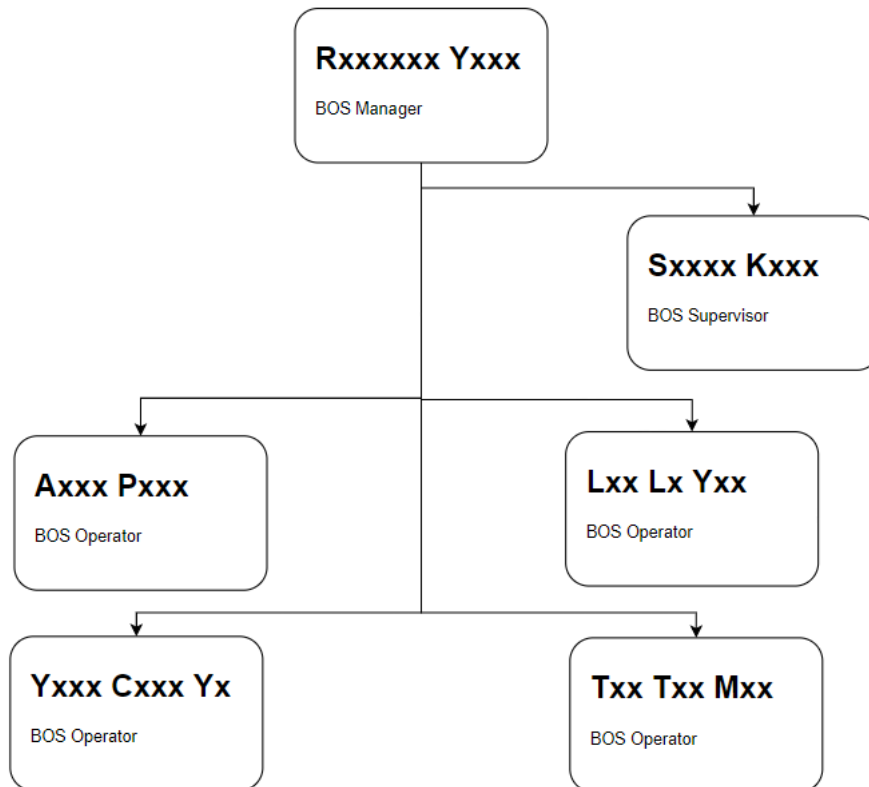 Rxxxxxx Yxxx
BOS Manager
Sxxxx Kxxx
BOS Supervisor
Axxx Pxxx
BOS Operator
Lxx Lx Yxx
BOS Operator
Yxxx Cxxx Yx
BOS Operator
Txx Txx Mxx
BOS Operator